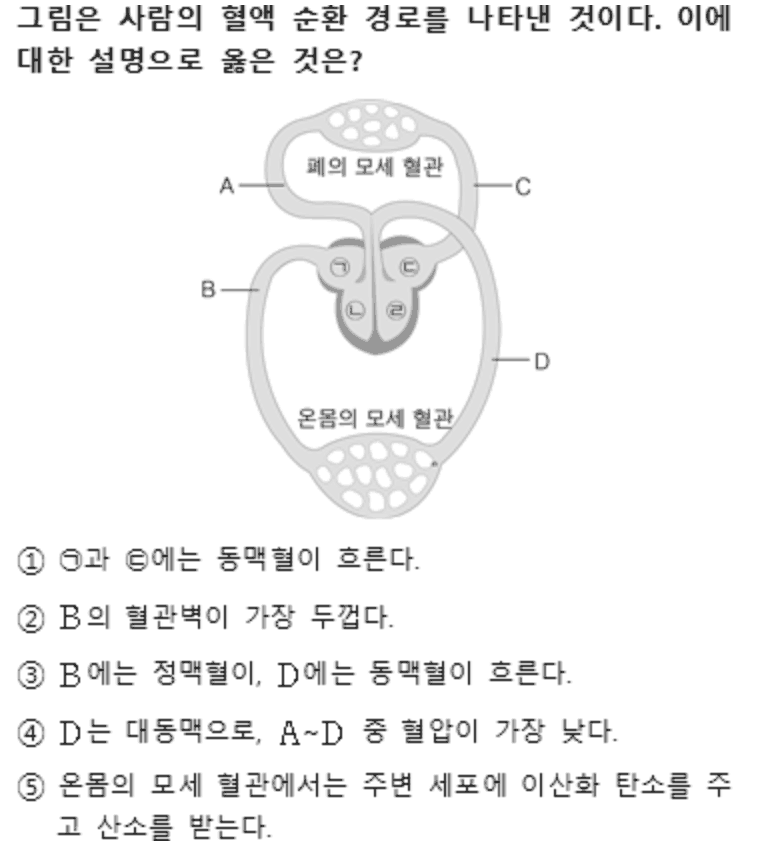 그림은 사람의 혈액 순환 경로를 나타낸 것이다. 이에
대한 설명으로 옳은 것은?
폐의 모세 혈관
A
C
㉠
㉢
B
㉡
㉣
D
온몸의 모세 혈관
① ㉠과 ㉢에는 동맥혈이 흐른다.
② B의 혈관벽이 가장 두껍다.
③ B에는 정맥혈이, D에는 동맥혈이 흐른다.
④ D는 대동맥으로, A~D 중 혈압이 가장 낮다.
⑤ 온몸의 모세 혈관에서는 주변 세포에 이산화 탄소를 주
고 산소를 받는다.